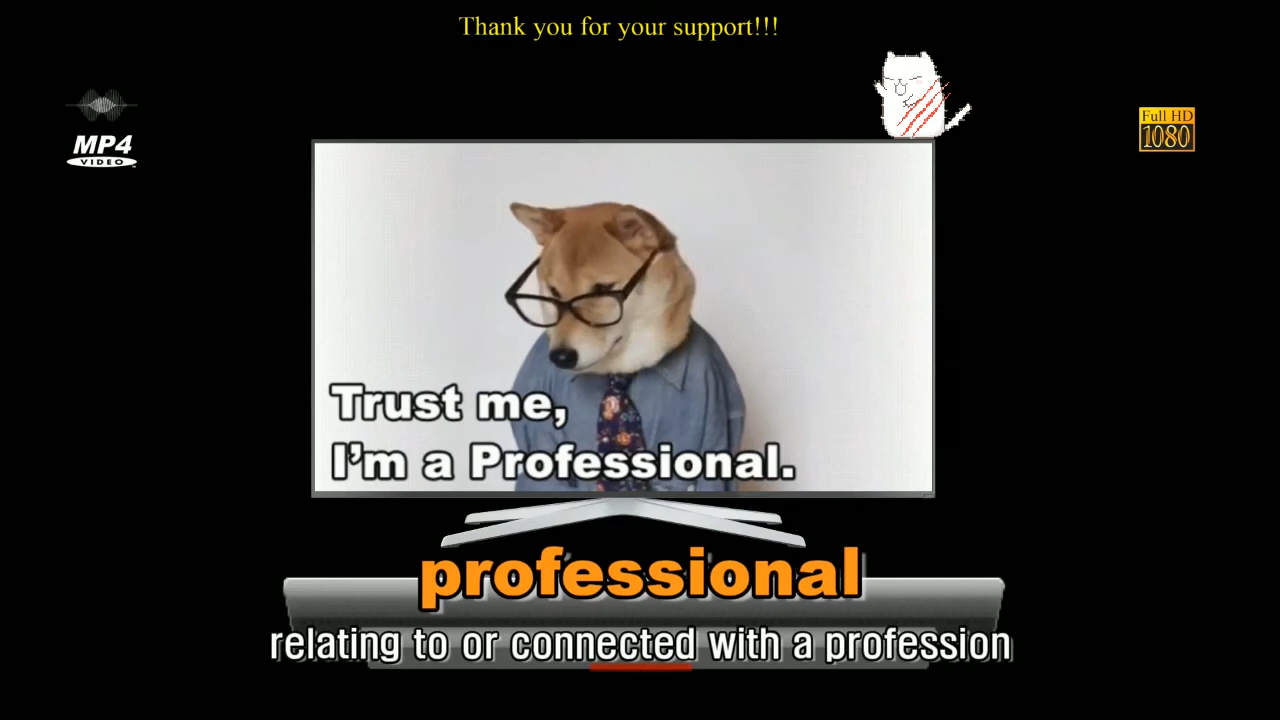 Thank you for your support!!!
MP4
VIDEO
Full HD
1080
Trust me,
I'm a Professional.
professional
relating to or connected with a profession